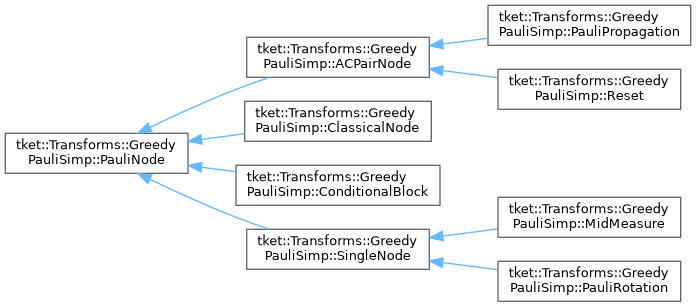 tket::Transforms::Greedy
PauliSimp::PauliNode
tket::Transforms::Greedy
PauliSimp::ACPairNode
tket::Transforms::Greedy
PauliSimp::ClassicalNode
tket::Transforms::Greedy
PauliSimp::ConditionalBlock
tket::Transforms::Greedy
PauliSimp::SingleNode
tket::Transforms::Greedy
PauliSimp::PauliPropagation
tket::Transforms::Greedy
PauliSimp::Reset
tket::Transforms::Greedy
PauliSimp::MidMeasure
tket::Transforms::Greedy
PauliSimp::PauliRotation